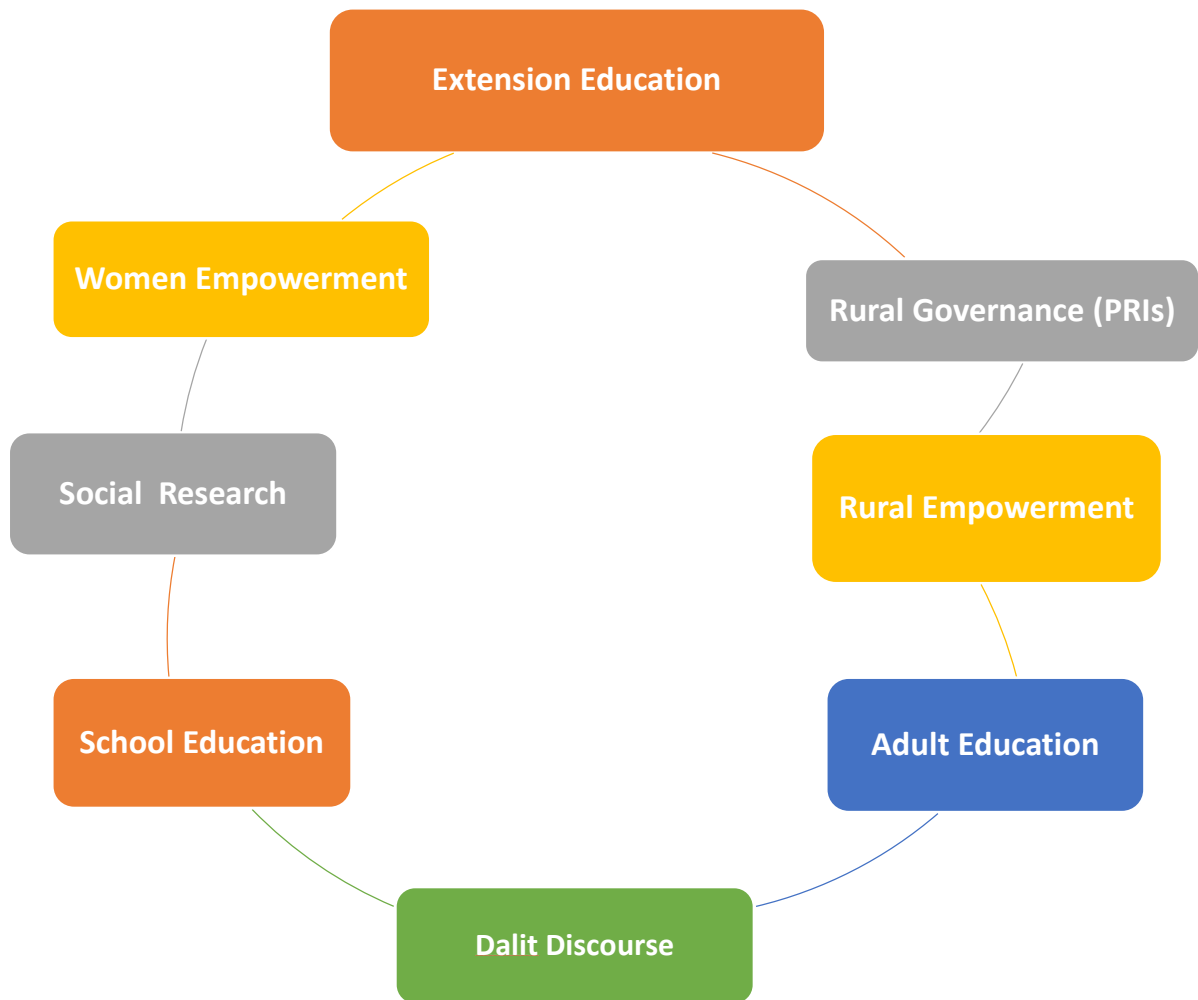 Extension Education
Women Empowerment
Rural Governance (PRIs)
Social  Research
Rural Empowerment
School Education
Adult Education
Dalit Discourse